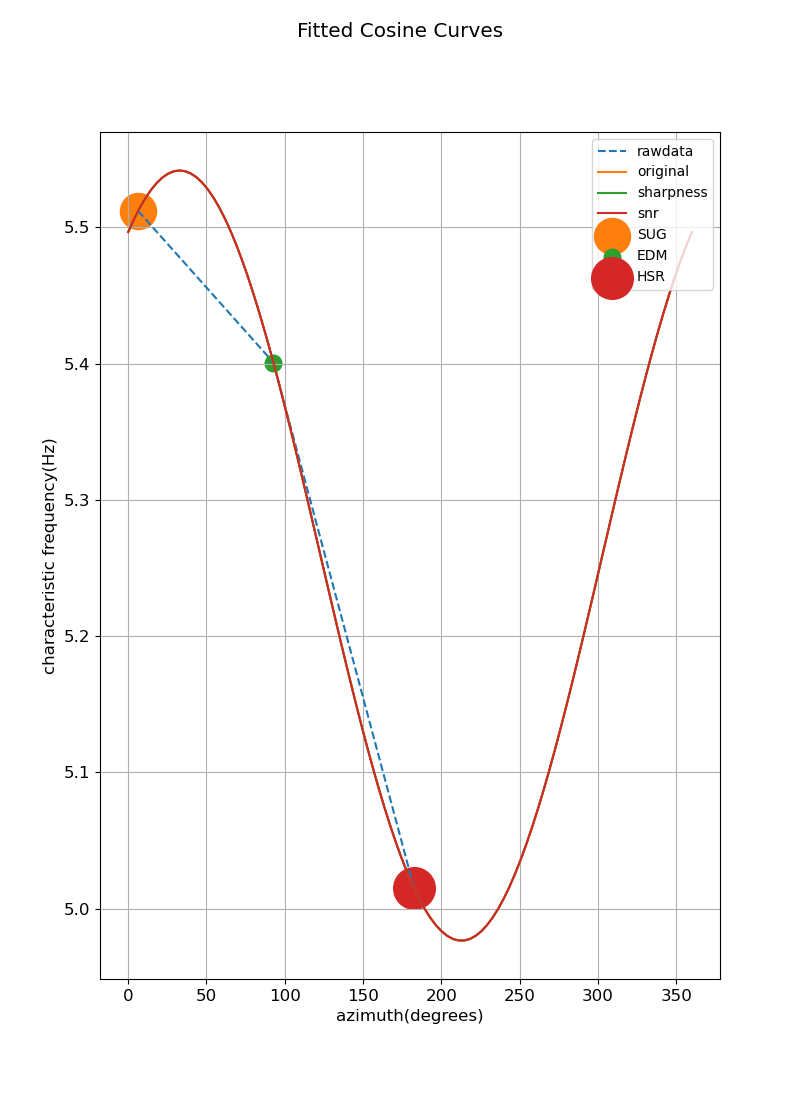 Fitted Cosine Curves
rawdata
original
sharpness
snr
SUG
EDM
HSR
5.5
5.4
5.3
5.2
5.1
5.0
characteristic frequency(Hz)
0 50 100 150 200 250 300 350
azimuth(degrees)